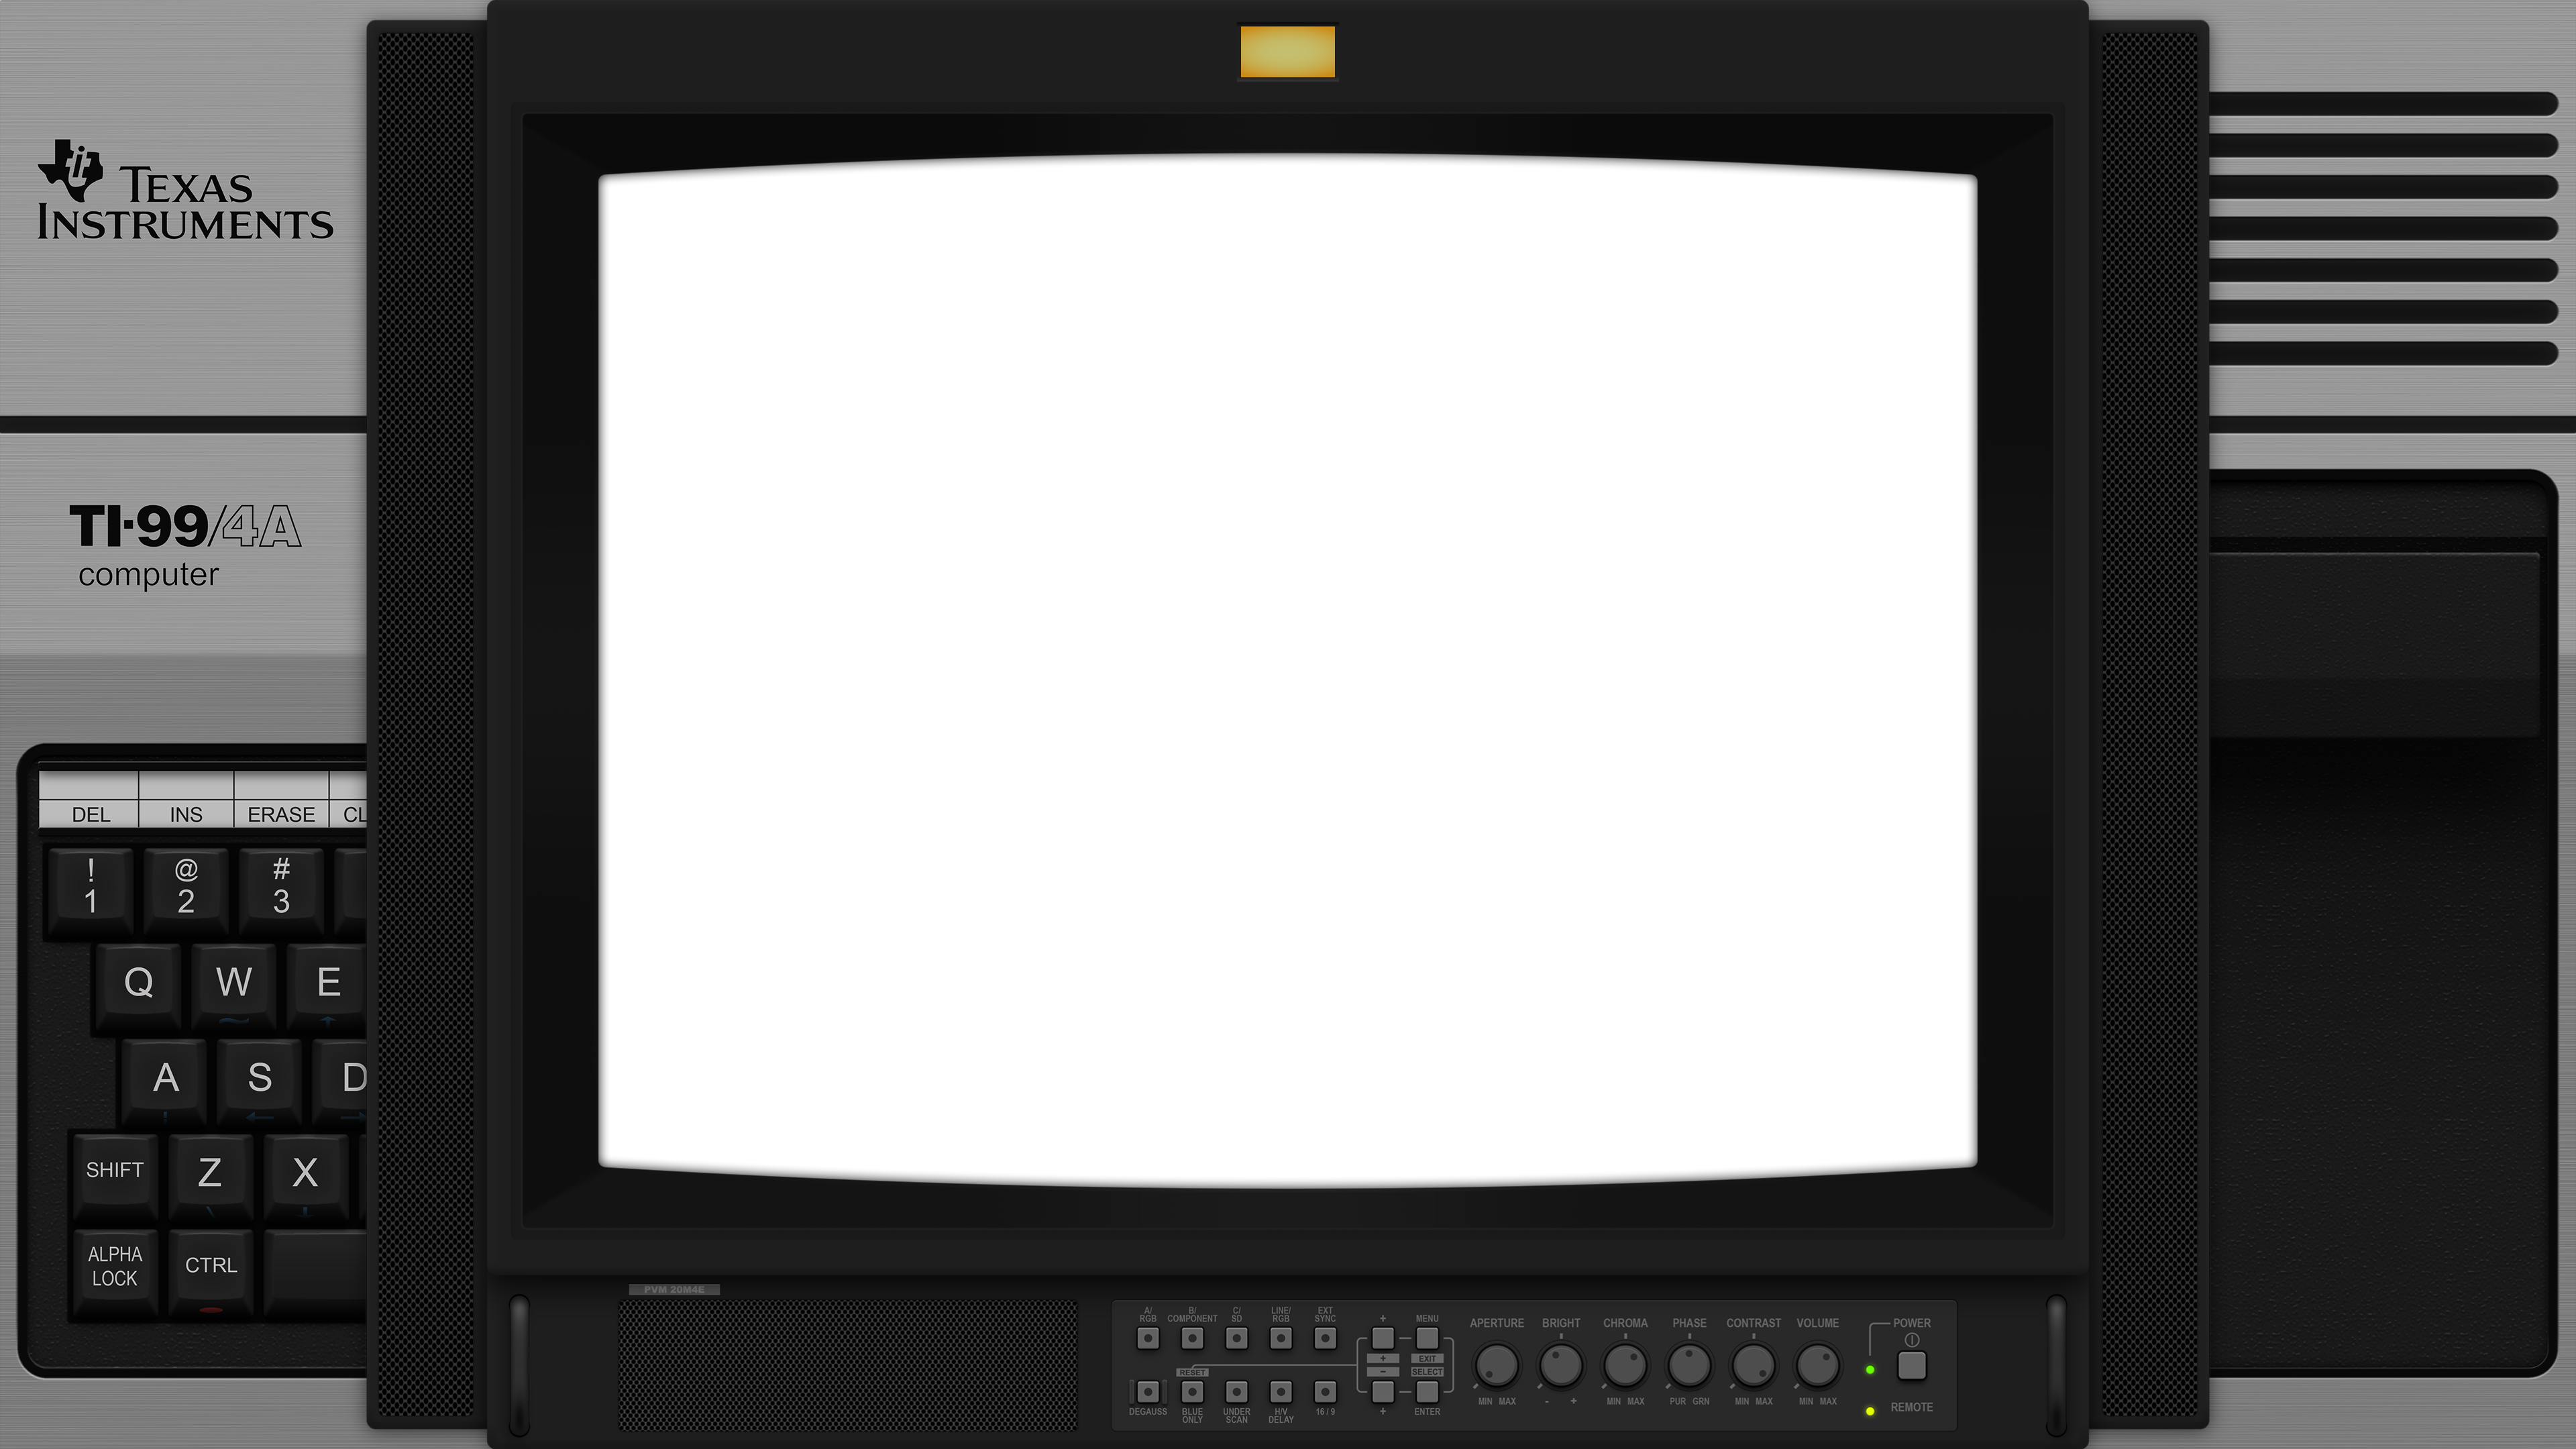 TEXAS
INSTRUMENTS
TI·99/4A
computer
DEL INS ERASE CL
! @ #
1 2 3
Q W E
A S D
SHIFT Z X
ALPHA
LOCK
CTRL
PVM 20M4E
A/
RGB
B/
COMPONENT
C/
SD
LINE/
RGB
EXT
SYNC
+ MENU
+ EXIT
RESET − SELECT
DEGAUSS
BLUE
ONLY
UNDER
SCAN
H/V
DELAY
16 / 9
+ ENTER
APERTURE BRIGHT CHROMA PHASE CONTRAST VOLUME
MIN MAX - + MIN MAX PUR GRN MIN MAX MIN MAX
POWER
REMOTE